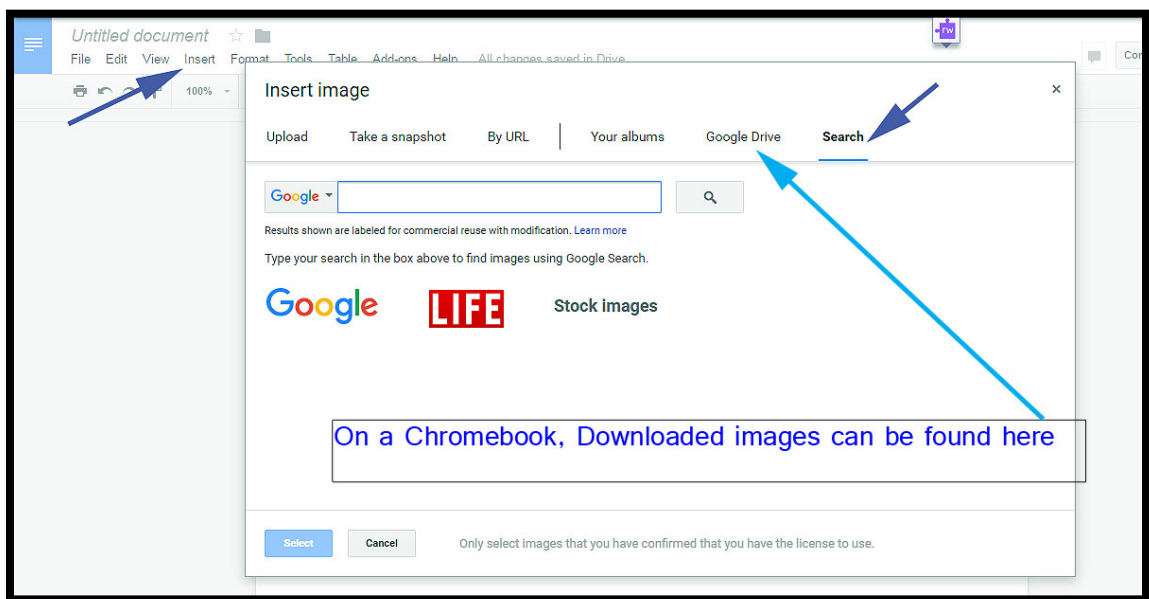 Untitled document
rw
File Edit View Insert Format Tools Table Add-ons Help All changes saved in Drive
100%
Insert image
Upload Take a snapshot By URL Your albums Google Drive Search
Google
Results shown are labeled for commercial reuse with modification. Learn more
Type your search in the box above to find images using Google Search.
Google LIFE Stock images
On a Chromebook, Downloaded images can be found here
Select Cancel Only select images that you have confirmed that you have the license to use.